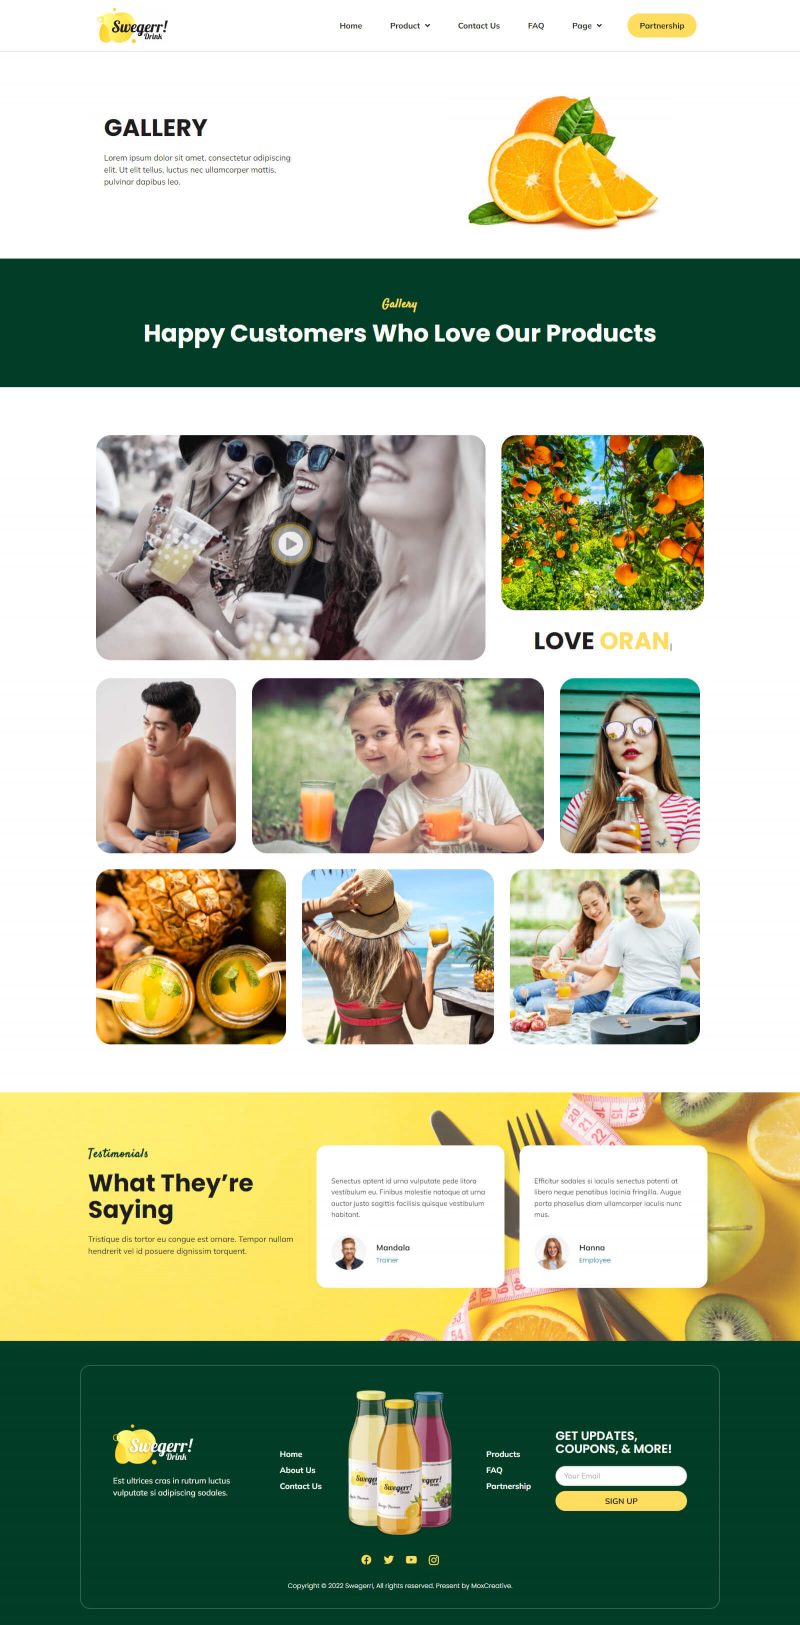 Swegerr!
Drink
Home
Product
Contact Us
FAQ
Page
Partnership
GALLERY
Lorem ipsum dolor sit amet, consectetur adipiscing
elit. Ut elit tellus, luctus nec ullamcorper mattis,
pulvinar dapibus leo.
Gallery
Happy Customers Who Love Our Products
LOVE ORAN
Testimonials
What They're
Saying
Tristique dis tortor eu congue est ornare. Tempor nullam
hendrerit vel id posuere dignissim torquent.
Senectus aptent id urna vulputate pede litora
vestibulum eu. Finibus molestie natoque at urna
auctor justo sagittis facilisis quisque vestibulum
habitant.
Mandala
Trainer
Efficitur sodales si iaculis senectus potenti at
libero neque penatibus lacinia fringilla. Augue
porta phasellus diam ullamcorper iaculis nunc
mus.
Hanna
Employee
Swegerr!
Drink
Est ultrices cras in rutrum luctus
vulputate si adipiscing sodales.
Home
About Us
Contact Us
Swegerr!
Products
FAQ
Partnership
GET UPDATES,
COUPONS, & MORE!
Your Email
SIGN UP
Copyright © 2022 Swegerr!, All rights reserved. Present by MoxCreative.